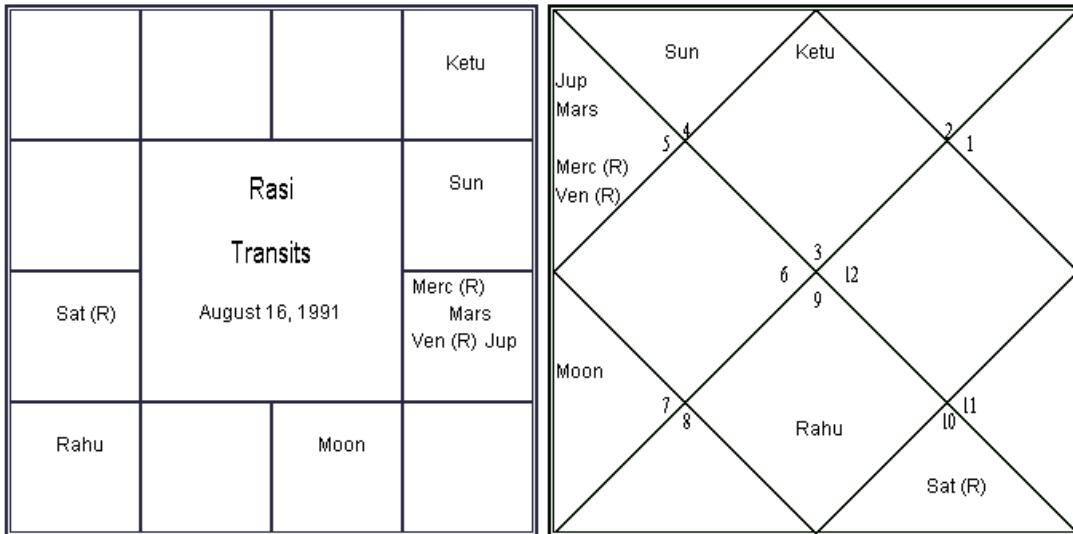 Ketu
Rasi
Sun
Transits
Merc (R)
Sat (R)
August 16, 1991
Mars
Ven (R) Jup
Rahu
Moon
Sun
Ketu
Jup
Mars
4
2
5
1
Merc (R)
Ven (R)
3
6
12
9
Moon
7
11
8
10
Rahu
Sat (R)